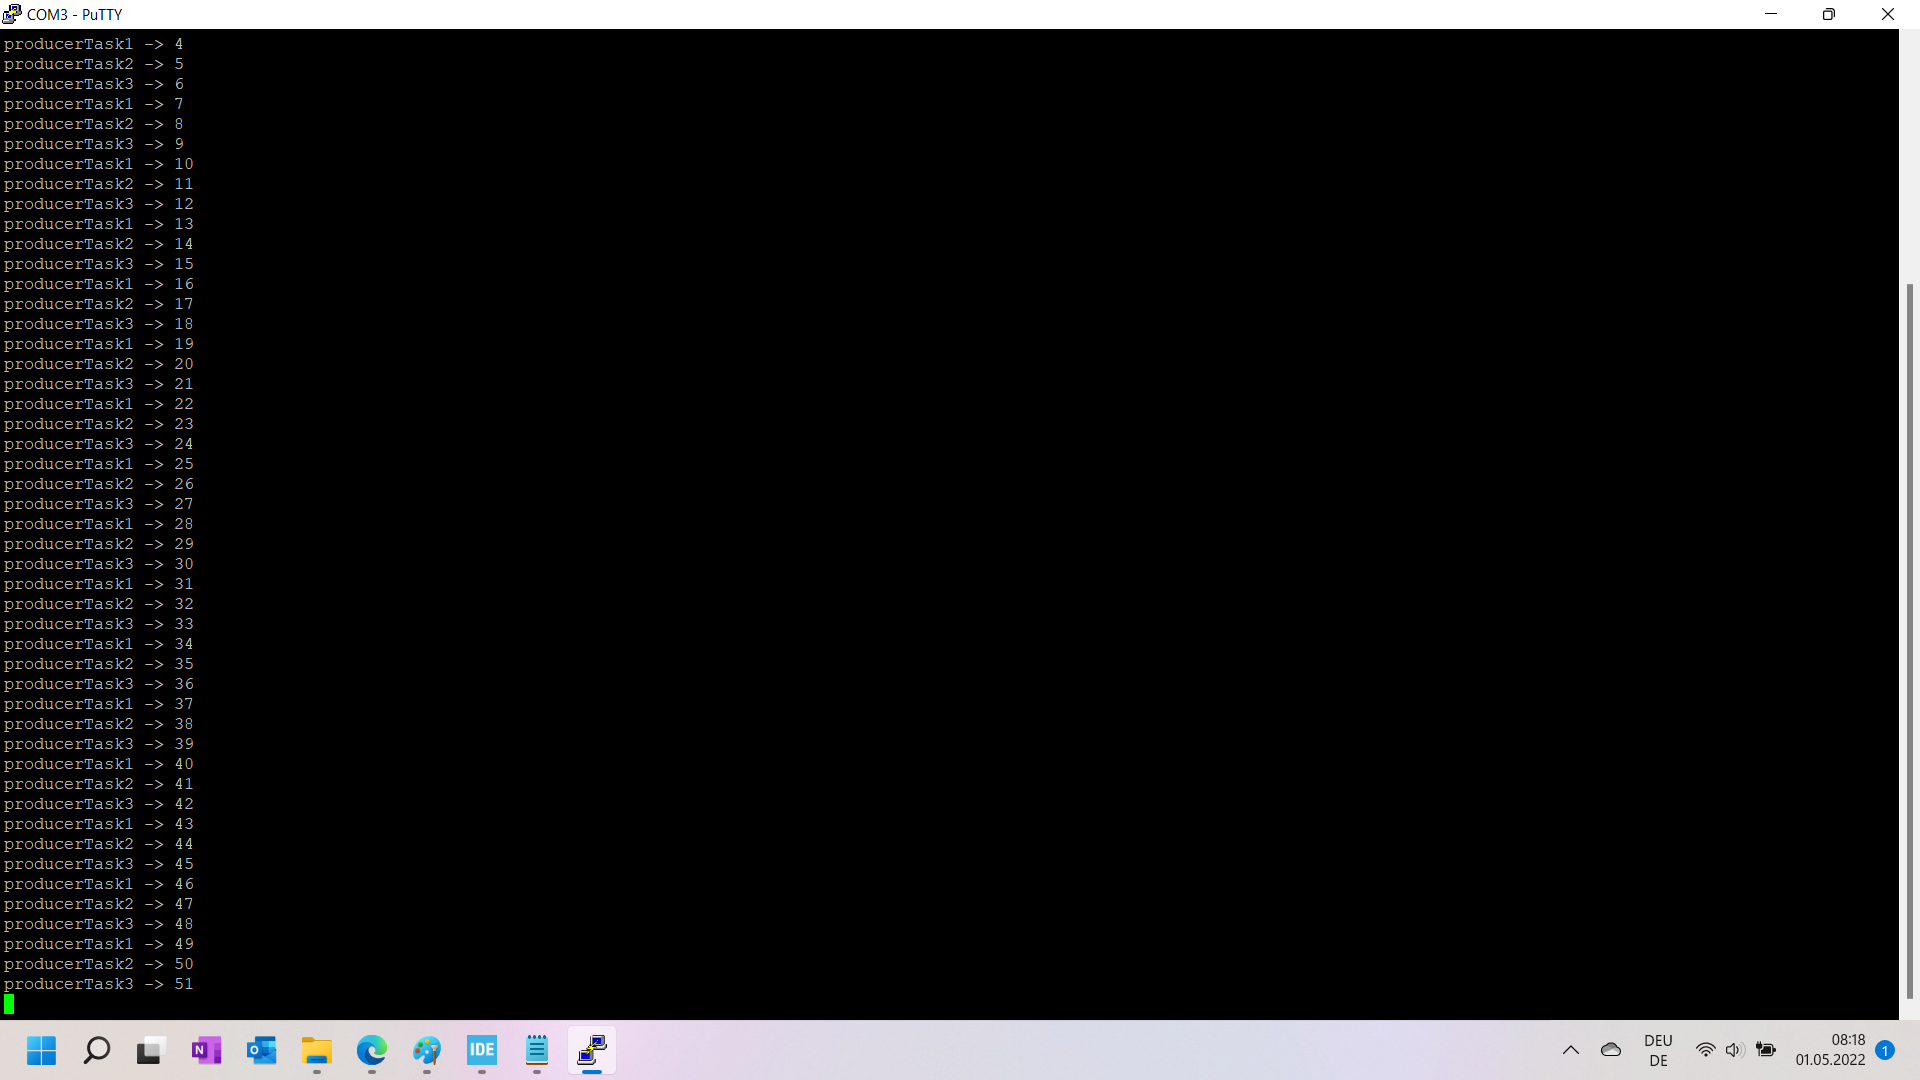 COM3 - PuTTY
producerTask1 -> 4
producerTask2 -> 5
producerTask3 -> 6
producerTask1 -> 7
producerTask2 -> 8
producerTask3 -> 9
producerTask1 -> 10
producerTask2 -> 11
producerTask3 -> 12
producerTask1 -> 13
producerTask2 -> 14
producerTask3 -> 15
producerTask1 -> 16
producerTask2 -> 17
producerTask3 -> 18
producerTask1 -> 19
producerTask2 -> 20
producerTask3 -> 21
producerTask1 -> 22
producerTask2 -> 23
producerTask3 -> 24
producerTask1 -> 25
producerTask2 -> 26
producerTask3 -> 27
producerTask1 -> 28
producerTask2 -> 29
producerTask3 -> 30
producerTask1 -> 31
producerTask2 -> 32
producerTask3 -> 33
producerTask1 -> 34
producerTask2 -> 35
producerTask3 -> 36
producerTask1 -> 37
producerTask2 -> 38
producerTask3 -> 39
producerTask1 -> 40
producerTask2 -> 41
producerTask3 -> 42
producerTask1 -> 43
producerTask2 -> 44
producerTask3 -> 45
producerTask1 -> 46
producerTask2 -> 47
producerTask3 -> 48
producerTask1 -> 49
producerTask2 -> 50
producerTask3 -> 51
N
O
IDE
DEU
DE
08:18
01.05.2022
1